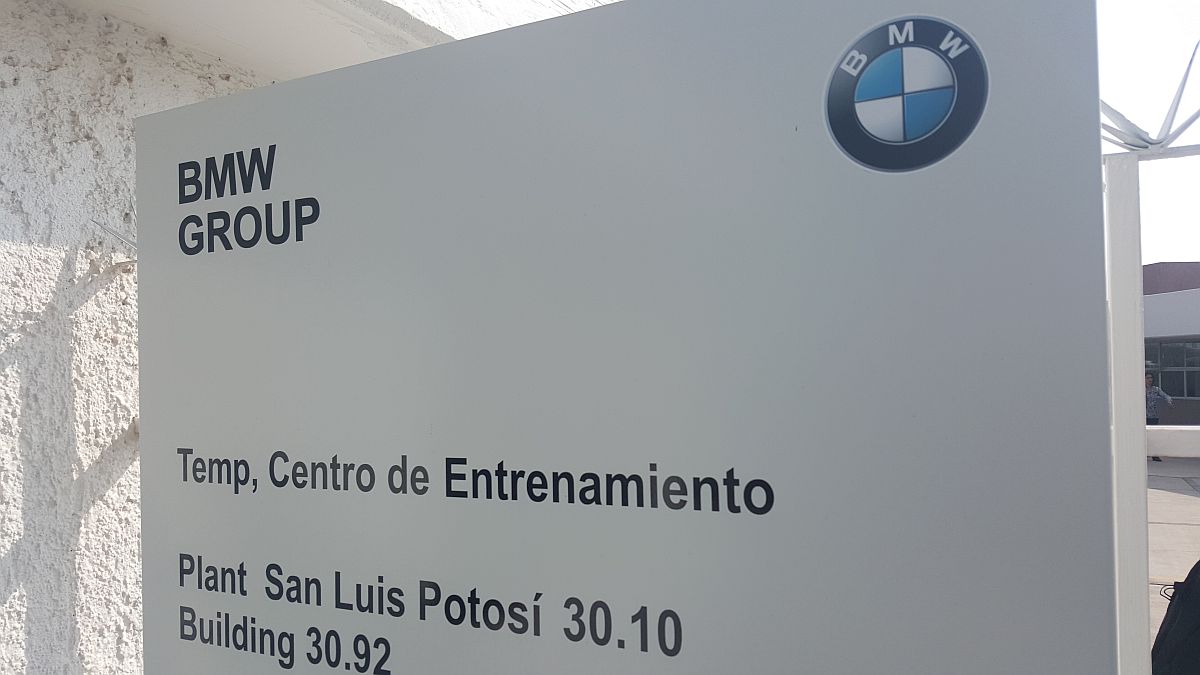 BMW
GROUP
BMW
Temp, Centro de Entrenamiento
Plant San Luis Potosí 30.10
Building 30.92